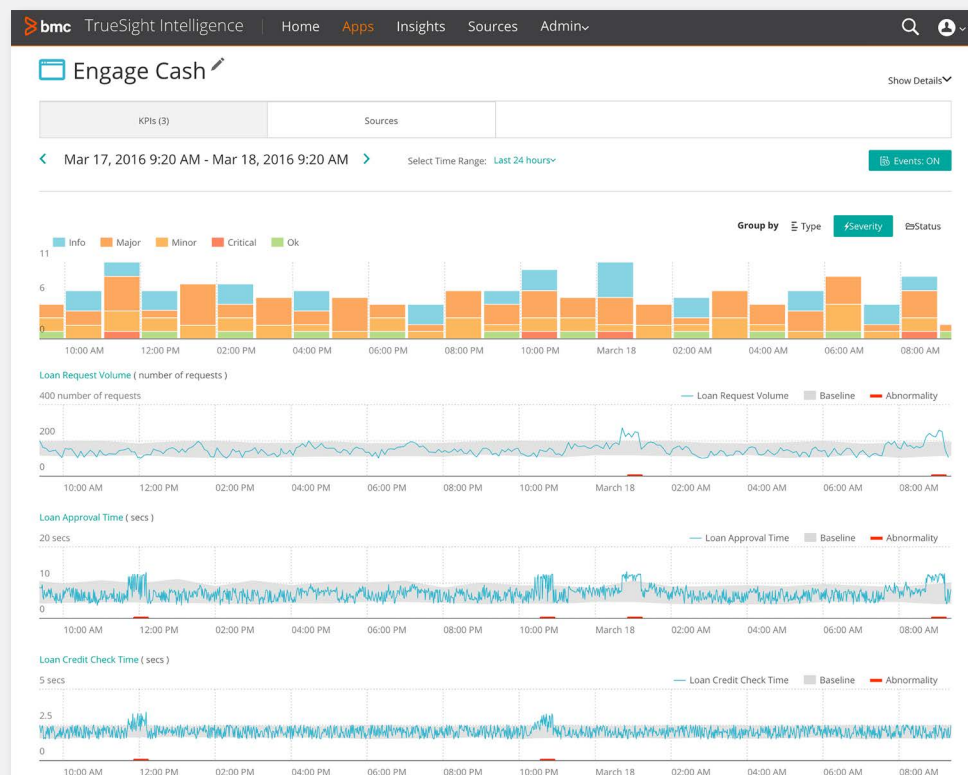 bmc TrueSight Intelligence Home Apps Insights Sources Admin
Engage Cash
Show Details
KPIs (3) Sources
Mar 17, 2016 9:20 AM - Mar 18, 2016 9:20 AM Select Time Range: Last 24 hours Events: ON
Group by Type Severity Status
Info Major Minor Critical Ok
11
6
0
10:00 AM 12:00 PM 02:00 PM 04:00 PM 06:00 PM 08:00 PM 10:00 PM March 18 02:00 AM 04:00 AM 06:00 AM 08:00 AM
Loan Request Volume ( number of requests )
400 number of requests Loan Request Volume Baseline Abnormality
200
0
10:00 AM 12:00 PM 02:00 PM 04:00 PM 06:00 PM 08:00 PM 10:00 PM March 18 02:00 AM 04:00 AM 06:00 AM 08:00 AM
Loan Approval Time ( secs )
20 secs Loan Approval Time Baseline Abnormality
10
0
10:00 AM 12:00 PM 02:00 PM 04:00 PM 06:00 PM 08:00 PM 10:00 PM March 18 02:00 AM 04:00 AM 06:00 AM 08:00 AM
Loan Credit Check Time ( secs )
5 secs Loan Credit Check Time Baseline Abnormality
2.5
0
10:00 AM 12:00 PM 02:00 PM 04:00 PM 06:00 PM 08:00 PM 10:00 PM March 18 02:00 AM 04:00 AM 06:00 AM 08:00 AM